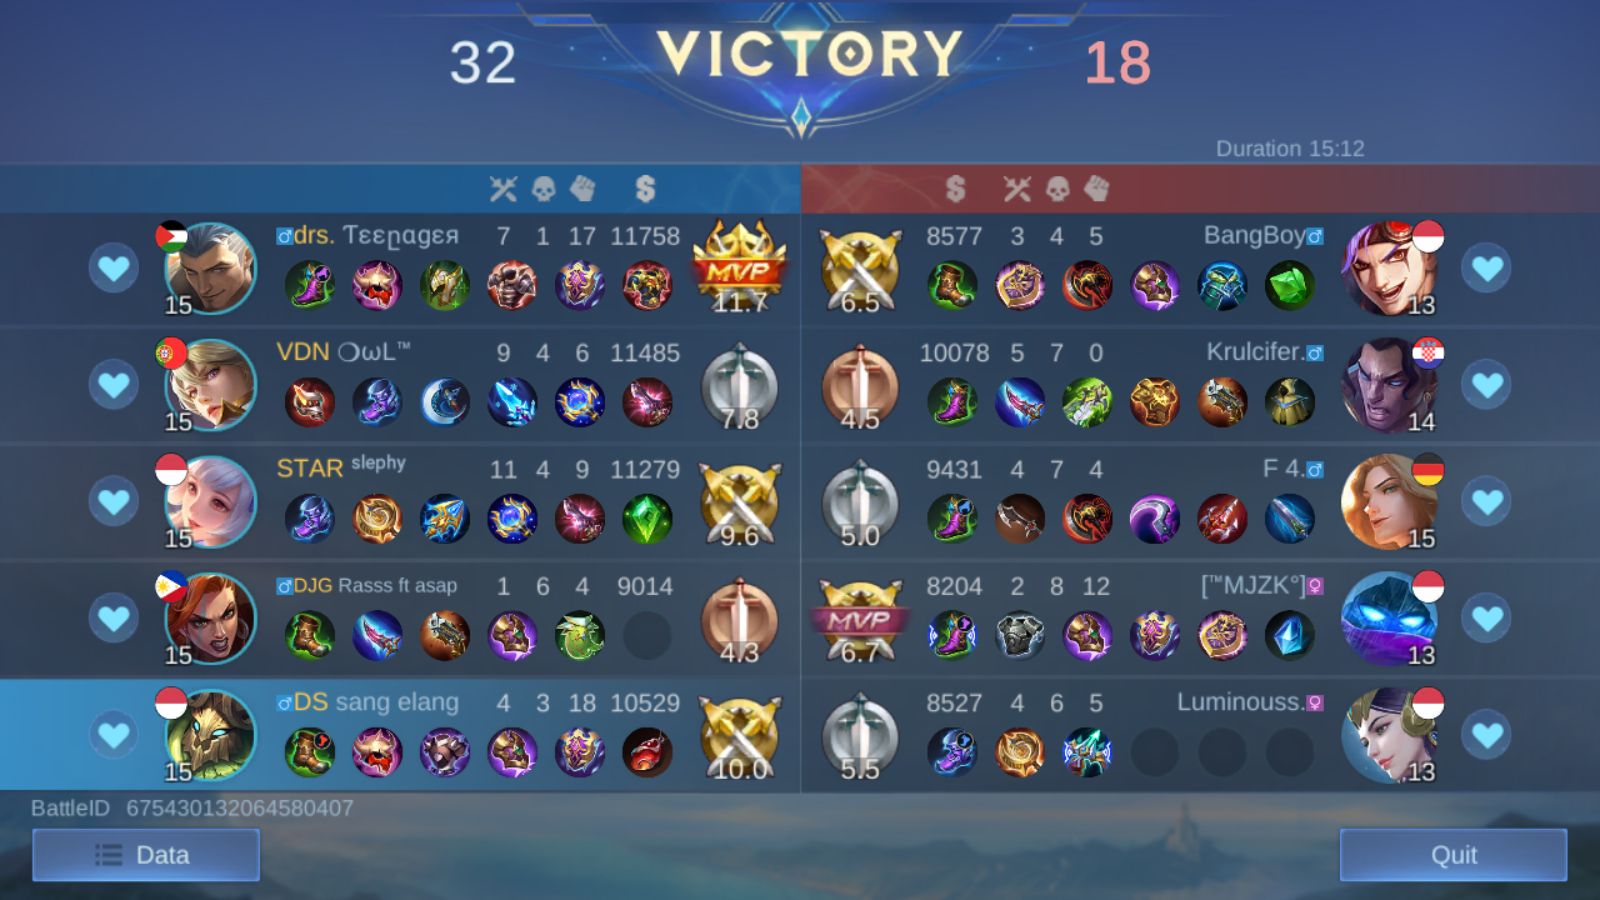 32 VICTORY 18
Duration 15:12
drs. Ƭεεղαgεя 7 1 17 11758
15 MVP 11.7
8577 3 4 5 BangBoy
6.5 13
VDN ❍ωL™ 9 4 6 11485
15 7.8
10078 5 7 0 Krulcifer.
4.5 14
STAR slephy 11 4 9 11279
15 9.6
9431 4 7 4 F 4.
5.0 15
DJG Rasss ft asap 1 6 4 9014
15 4.3
8204 2 8 12 [™MJZK°]
MVP 6.7 13
DS sang elang 4 3 18 10529
15 10.0
8527 4 6 5 Luminouss.
5.5 13
BattleID 675430132064580407
Data
Quit